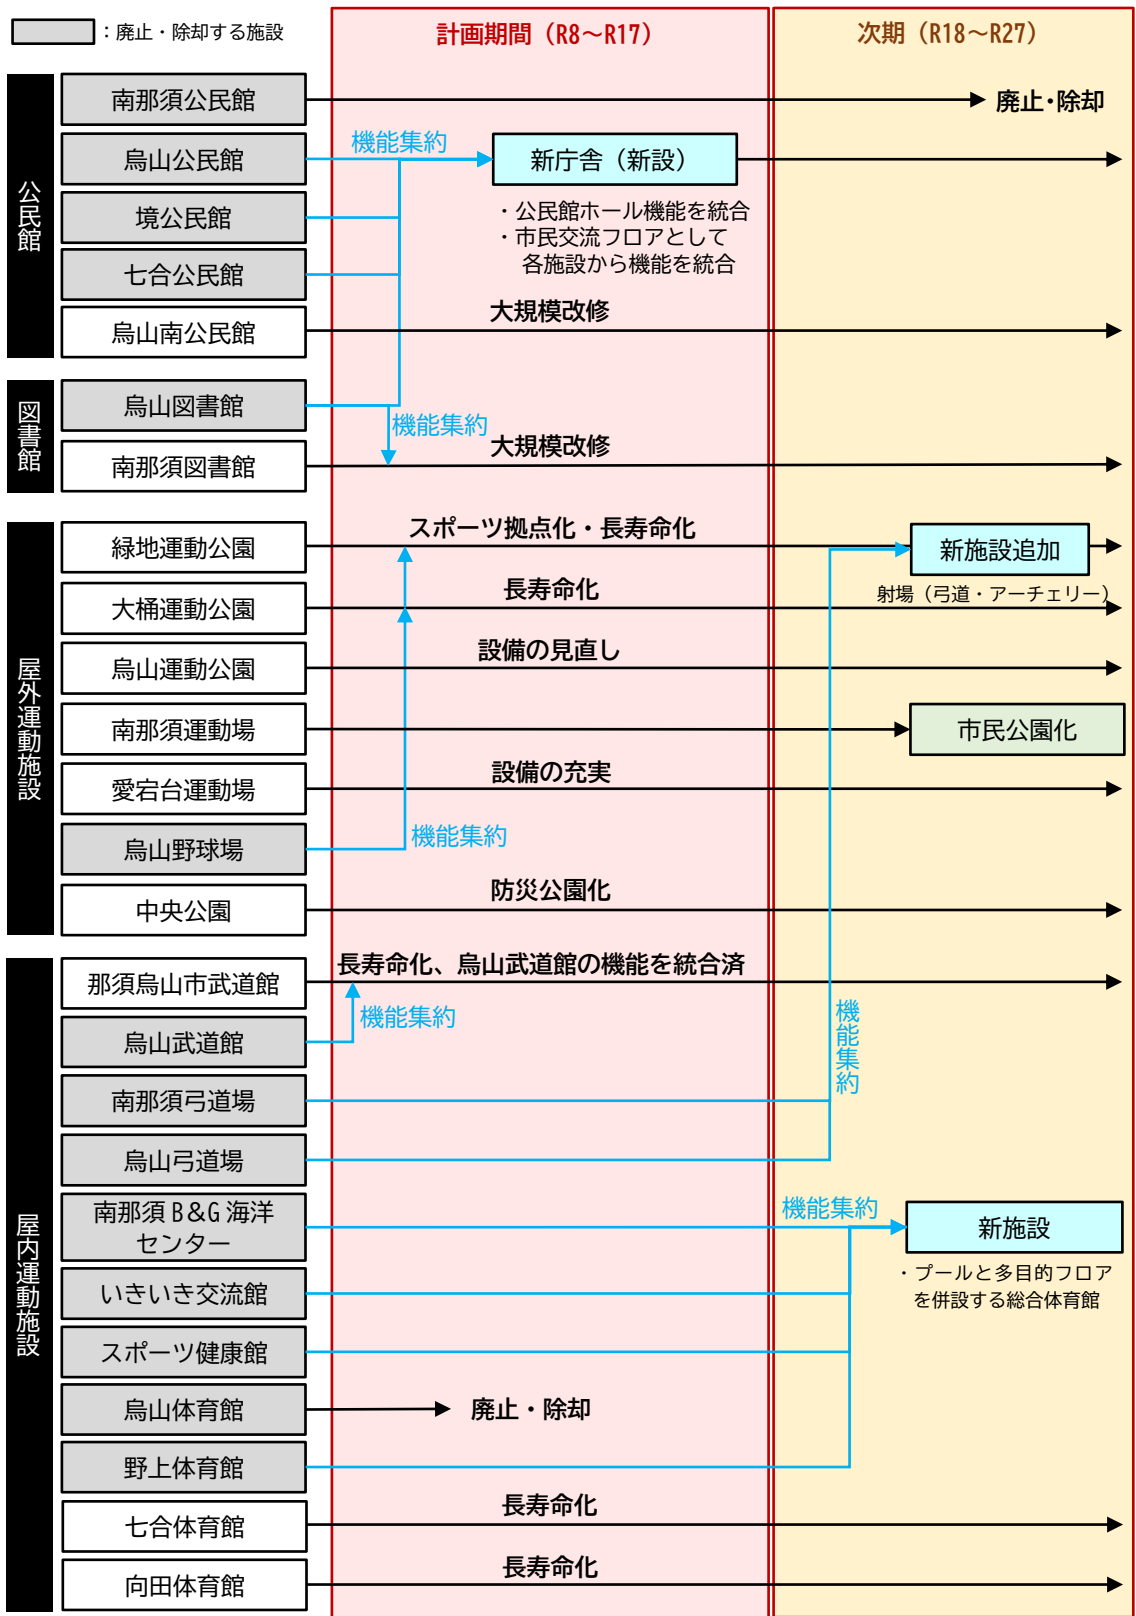 ：廃止・除却する施設
計画期間（R8～R17）
次期（R18～R27）
公民館
南那須公民館
廃止・除却
烏山公民館
機能集約
新庁舎（新設）
境公民館
・公民館ホール機能を統合
・市民交流フロアとして
各施設から機能を統合
七合公民館
烏山南公民館
大規模改修
図書館
烏山図書館
機能集約
南那須図書館
大規模改修
屋外運動施設
緑地運動公園
スポーツ拠点化・長寿命化
新施設追加
射場（弓道・アーチェリー）
大桶運動公園
長寿命化
烏山運動公園
設備の見直し
南那須運動場
市民公園化
愛宕台運動場
設備の充実
烏山野球場
機能集約
中央公園
防災公園化
屋内運動施設
那須烏山市武道館
長寿命化、烏山武道館の機能を統合済
烏山武道館
機能集約
機能集約
南那須弓道場
烏山弓道場
南那須B&G海洋
センター
機能集約
新施設
・プールと多目的フロア
を併設する総合体育館
いきいき交流館
スポーツ健康館
烏山体育館
廃止・除却
野上体育館
七合体育館
長寿命化
向田体育館
長寿命化